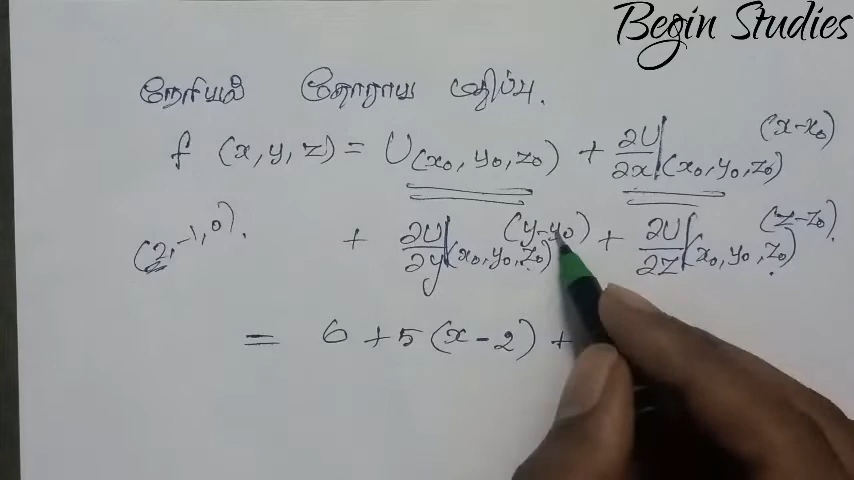 Begin Studies
நேரியல் தோராய மதிப்பு.
f (x, y, z) = U(x₀, y₀, z₀) + ∂U/∂x|(x₀, y₀, z₀) (x-x₀)
(2, -1, 0). + ∂U/∂y|(x₀, y₀, z₀) (y-y₀) + ∂U/∂z|(x₀, y₀, z₀) (z-z₀).
= 6 + 5 (x - 2) +